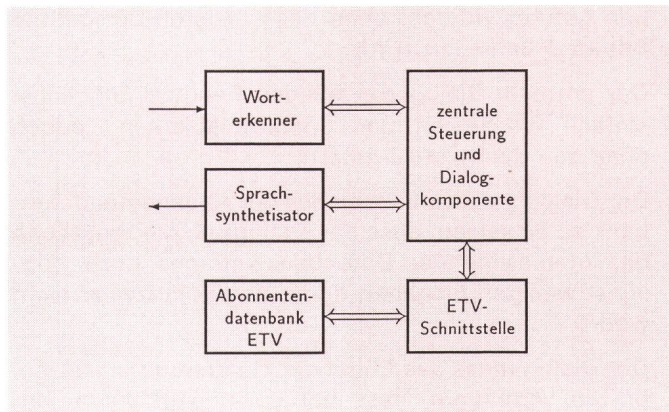 Wort-
erkenner
zentrale
Steuerung
und
Dialog-
komponente
Sprach-
synthetisator
Abonnenten-
datenbank
ETV
ETV-
Schnittstelle